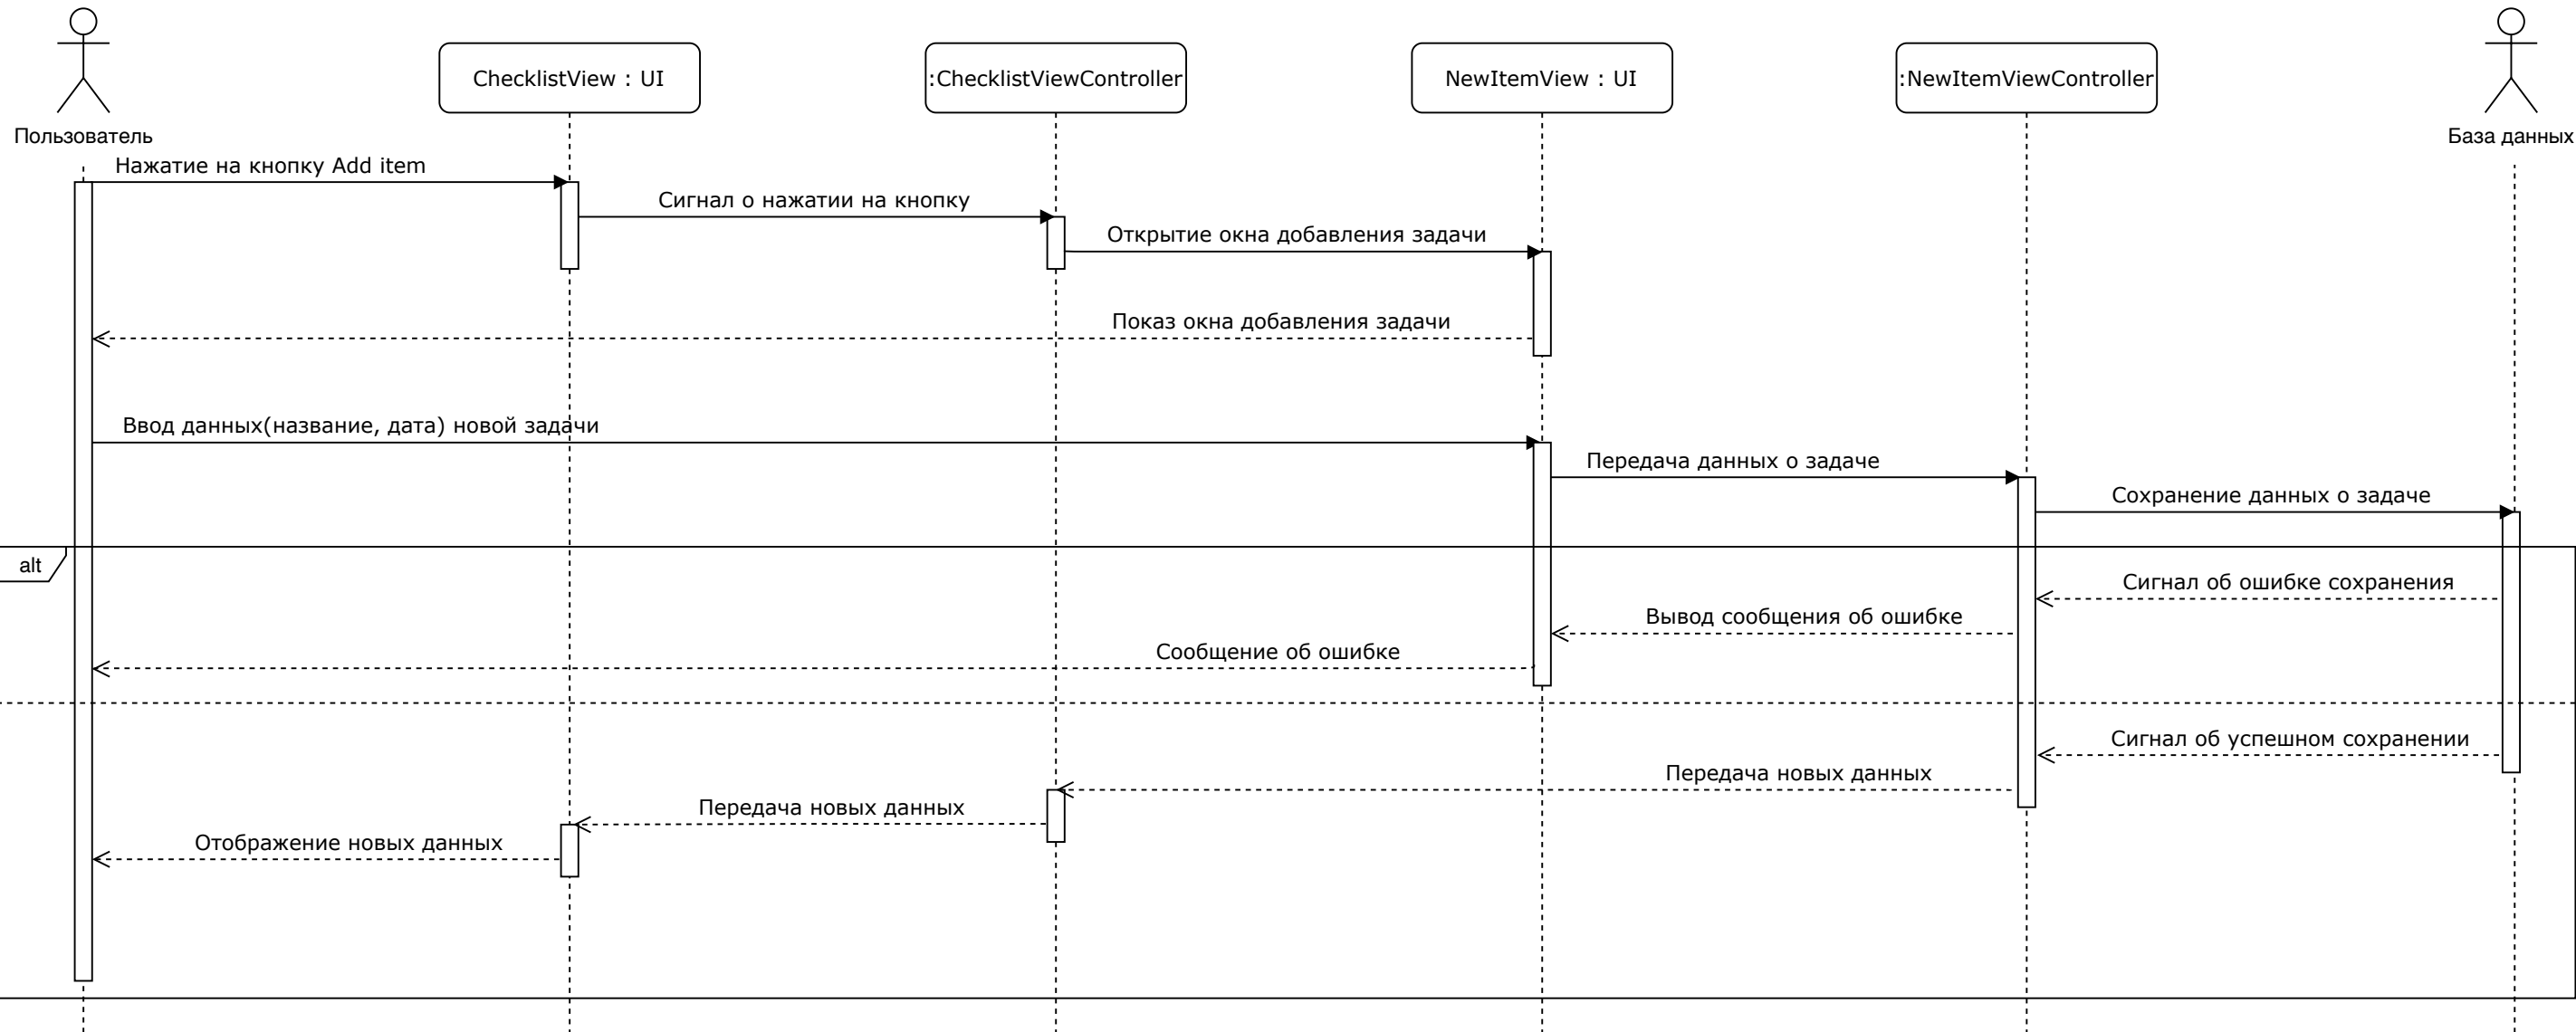 Пользователь
ChecklistView : UI
:ChecklistViewController
NewItemView : UI
:NewItemViewController
База данных
Нажатие на кнопку Add item
Сигнал о нажатии на кнопку
Открытие окна добавления задачи
Показ окна добавления задачи
Ввод данных(название, дата) новой задачи
Передача данных о задаче
Сохранение данных о задаче
alt
Сигнал об ошибке сохранения
Вывод сообщения об ошибке
Сообщение об ошибке
Сигнал об успешном сохранении
Передача новых данных
Передача новых данных
Отображение новых данных